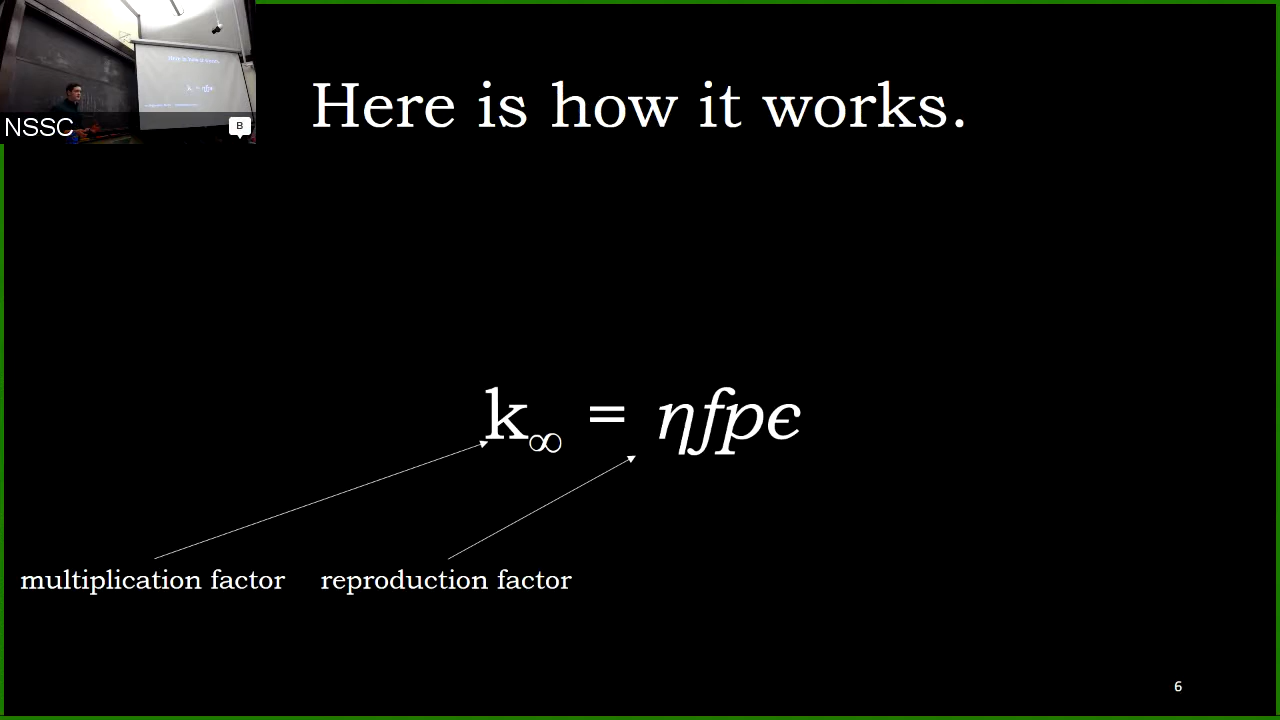 NSSC
B
Here is how it works.
k∞ = ηfpϵ
multiplication factor
reproduction factor
6